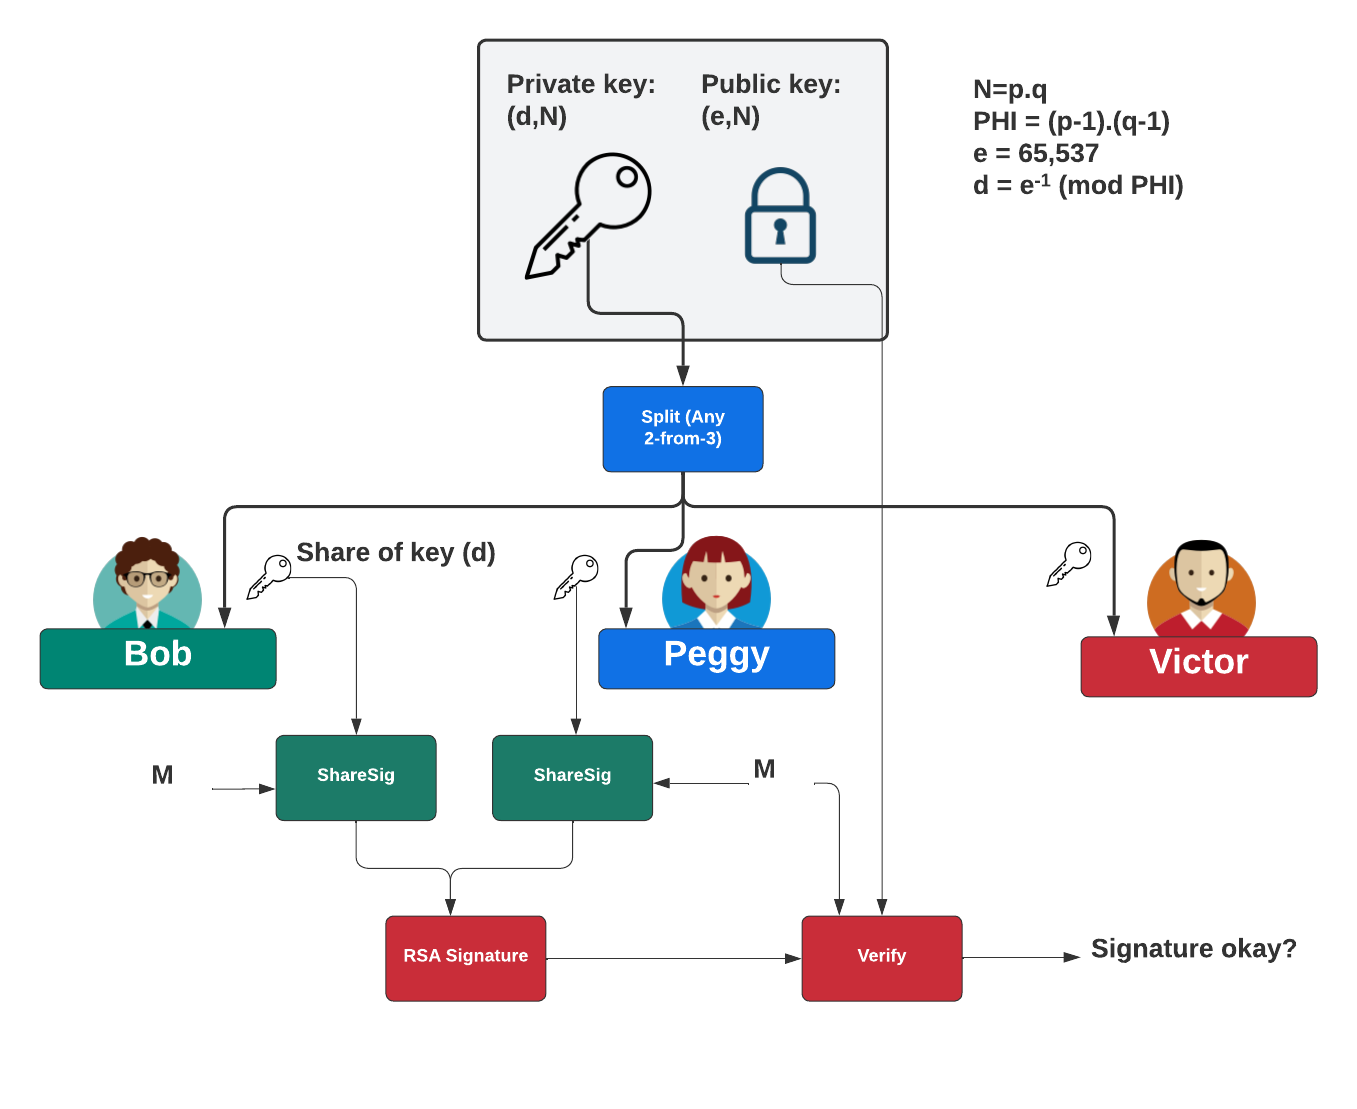 Private key:
(d,N)
Public key:
(e,N)
N=p.q
PHI = (p-1).(q-1)
e = 65,537
d = e⁻¹ (mod PHI)
Split (Any
2-from-3)
Share of key (d)
Bob
Peggy
Victor
M
ShareSig
ShareSig
M
RSA Signature
Verify
Signature okay?